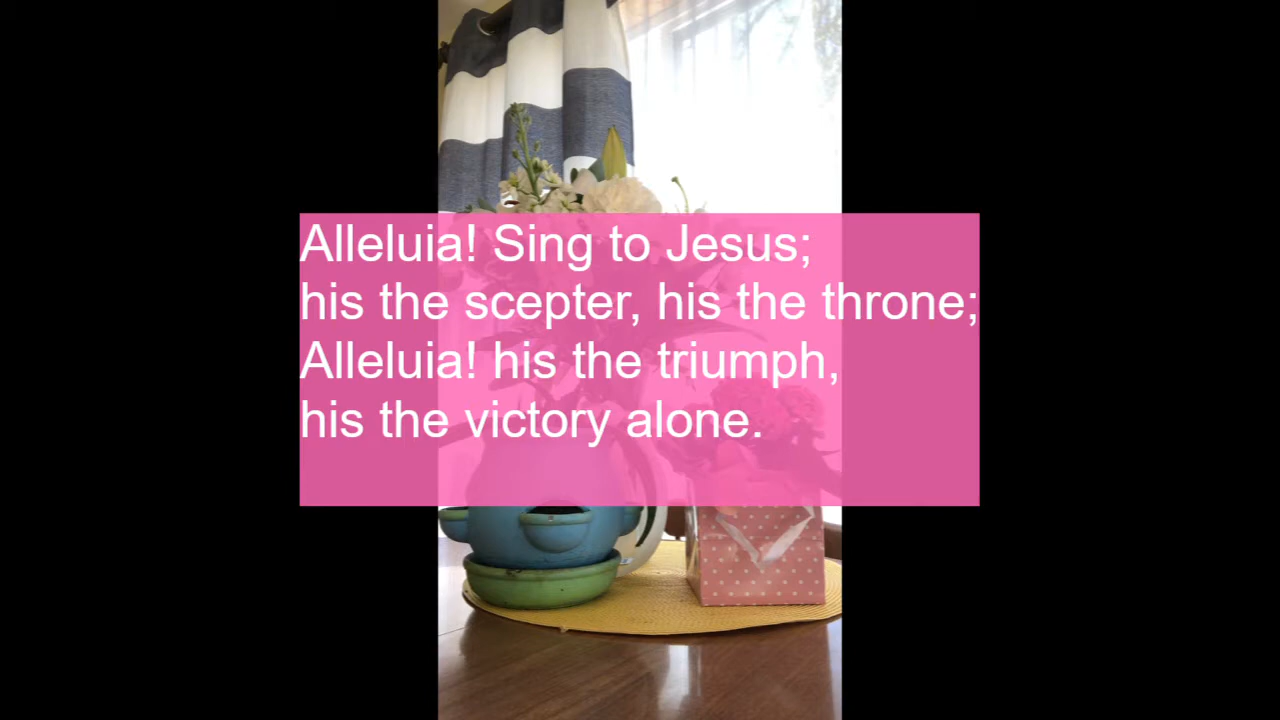 Alleluia! Sing to Jesus;
his the scepter, his the throne;
Alleluia! his the triumph,
his the victory alone.